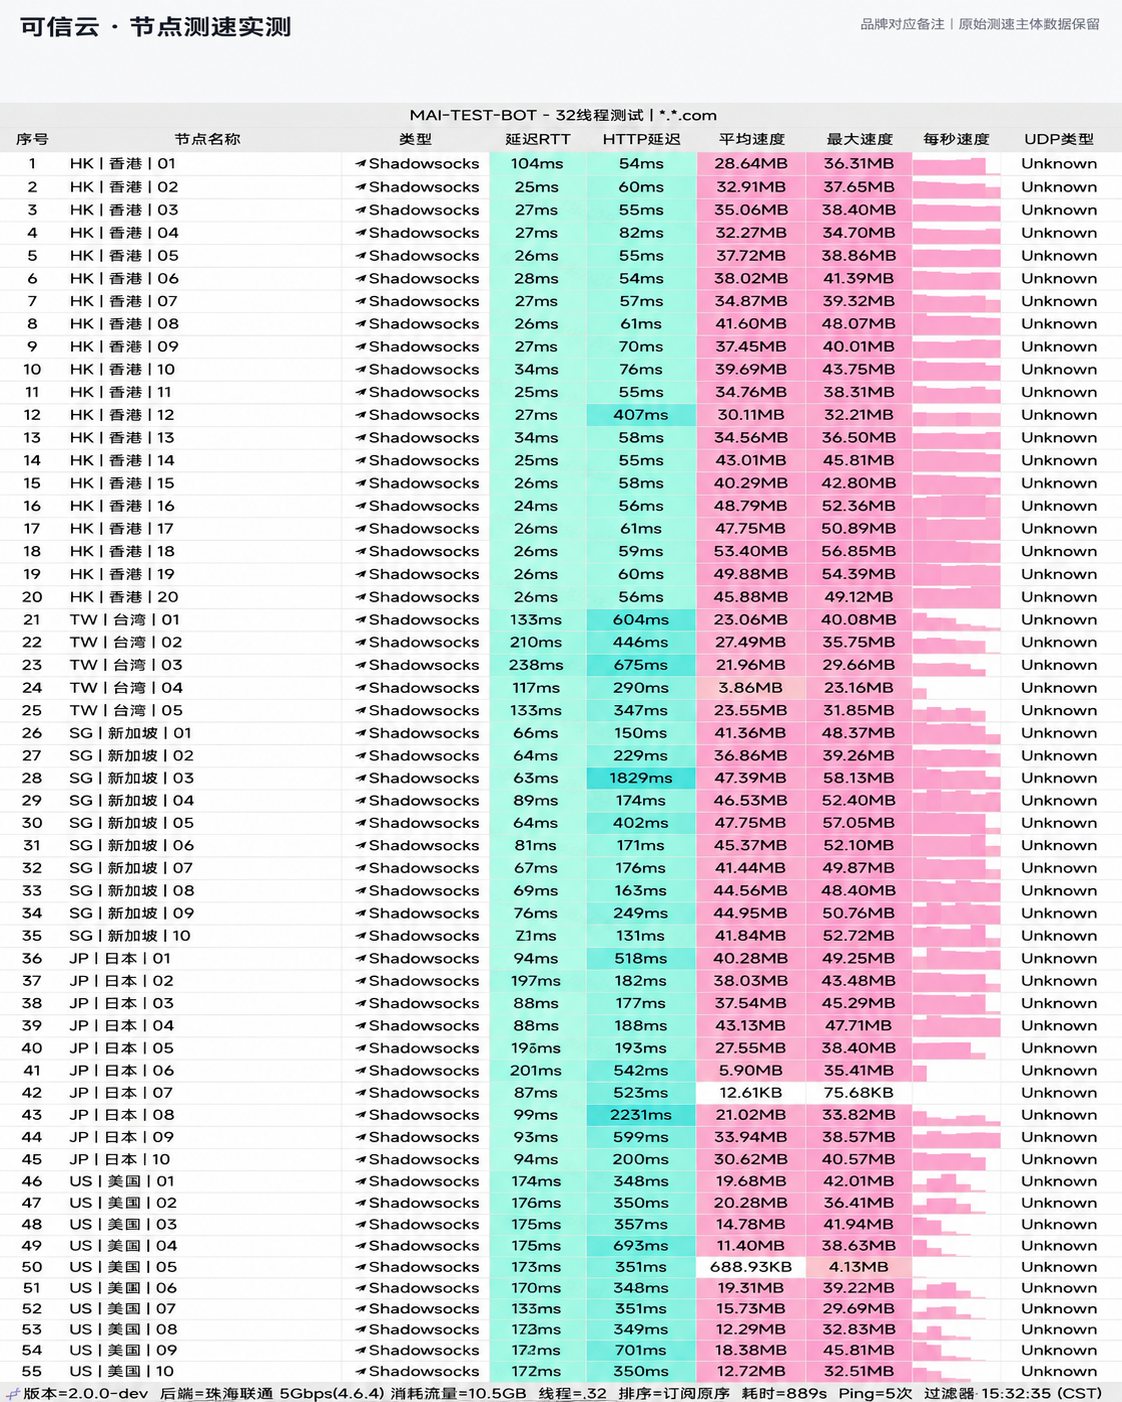 可信云 · 节点测速实测
品牌对应备注 | 原始测速主体数据保留
MAI-TEST-BOT - 32线程测试 | *.*.com
序号 节点名称 类型 延迟RTT HTTP延迟 平均速度 最大速度 每秒速度 UDP类型
1 HK | 香港 | 01 Shadowsocks 104ms 54ms 28.64MB 36.31MB Unknown
2 HK | 香港 | 02 Shadowsocks 25ms 60ms 32.91MB 37.65MB Unknown
3 HK | 香港 | 03 Shadowsocks 27ms 55ms 35.06MB 38.40MB Unknown
4 HK | 香港 | 04 Shadowsocks 27ms 82ms 32.27MB 34.70MB Unknown
5 HK | 香港 | 05 Shadowsocks 26ms 55ms 37.72MB 38.86MB Unknown
6 HK | 香港 | 06 Shadowsocks 28ms 54ms 38.02MB 41.39MB Unknown
7 HK | 香港 | 07 Shadowsocks 27ms 57ms 34.87MB 39.32MB Unknown
8 HK | 香港 | 08 Shadowsocks 26ms 61ms 41.60MB 48.07MB Unknown
9 HK | 香港 | 09 Shadowsocks 27ms 70ms 37.45MB 40.01MB Unknown
10 HK | 香港 | 10 Shadowsocks 34ms 76ms 39.69MB 43.75MB Unknown
11 HK | 香港 | 11 Shadowsocks 25ms 55ms 34.76MB 38.31MB Unknown
12 HK | 香港 | 12 Shadowsocks 27ms 407ms 30.11MB 32.21MB Unknown
13 HK | 香港 | 13 Shadowsocks 34ms 58ms 34.56MB 36.50MB Unknown
14 HK | 香港 | 14 Shadowsocks 25ms 55ms 43.01MB 45.81MB Unknown
15 HK | 香港 | 15 Shadowsocks 26ms 58ms 40.29MB 42.80MB Unknown
16 HK | 香港 | 16 Shadowsocks 24ms 56ms 48.79MB 52.36MB Unknown
17 HK | 香港 | 17 Shadowsocks 26ms 61ms 47.75MB 50.89MB Unknown
18 HK | 香港 | 18 Shadowsocks 26ms 59ms 53.40MB 56.85MB Unknown
19 HK | 香港 | 19 Shadowsocks 26ms 60ms 49.88MB 54.39MB Unknown
20 HK | 香港 | 20 Shadowsocks 26ms 56ms 45.88MB 49.12MB Unknown
21 TW | 台湾 | 01 Shadowsocks 133ms 604ms 23.06MB 40.08MB Unknown
22 TW | 台湾 | 02 Shadowsocks 210ms 446ms 27.49MB 35.75MB Unknown
23 TW | 台湾 | 03 Shadowsocks 238ms 675ms 21.96MB 29.66MB Unknown
24 TW | 台湾 | 04 Shadowsocks 117ms 290ms 3.86MB 23.16MB Unknown
25 TW | 台湾 | 05 Shadowsocks 133ms 347ms 23.55MB 31.85MB Unknown
26 SG | 新加坡 | 01 Shadowsocks 66ms 150ms 41.36MB 48.37MB Unknown
27 SG | 新加坡 | 02 Shadowsocks 64ms 229ms 36.86MB 39.26MB Unknown
28 SG | 新加坡 | 03 Shadowsocks 63ms 1829ms 47.39MB 58.13MB Unknown
29 SG | 新加坡 | 04 Shadowsocks 89ms 174ms 46.53MB 52.40MB Unknown
30 SG | 新加坡 | 05 Shadowsocks 64ms 402ms 47.75MB 57.05MB Unknown
31 SG | 新加坡 | 06 Shadowsocks 81ms 171ms 45.37MB 52.10MB Unknown
32 SG | 新加坡 | 07 Shadowsocks 67ms 176ms 41.44MB 49.87MB Unknown
33 SG | 新加坡 | 08 Shadowsocks 69ms 163ms 44.56MB 48.40MB Unknown
34 SG | 新加坡 | 09 Shadowsocks 76ms 249ms 44.95MB 50.76MB Unknown
35 SG | 新加坡 | 10 Shadowsocks 131ms 41.84MB 52.72MB Unknown
36 JP | 日本 | 01 Shadowsocks 94ms 518ms 40.28MB 49.25MB Unknown
37 JP | 日本 | 02 Shadowsocks 197ms 182ms 38.03MB 43.48MB Unknown
38 JP | 日本 | 03 Shadowsocks 88ms 177ms 37.54MB 45.29MB Unknown
39 JP | 日本 | 04 Shadowsocks 88ms 188ms 43.13MB 47.71MB Unknown
40 JP | 日本 | 05 Shadowsocks 193ms 27.55MB 38.40MB Unknown
41 JP | 日本 | 06 Shadowsocks 201ms 542ms 5.90MB 35.41MB Unknown
42 JP | 日本 | 07 Shadowsocks 87ms 523ms 12.61KB 75.68KB Unknown
43 JP | 日本 | 08 Shadowsocks 99ms 2231ms 21.02MB 33.82MB Unknown
44 JP | 日本 | 09 Shadowsocks 93ms 599ms 33.94MB 38.57MB Unknown
45 JP | 日本 | 10 Shadowsocks 94ms 200ms 30.62MB 40.57MB Unknown
46 US | 美国 | 01 Shadowsocks 174ms 348ms 19.68MB 42.01MB Unknown
47 US | 美国 | 02 Shadowsocks 176ms 350ms 20.28MB 36.41MB Unknown
48 US | 美国 | 03 Shadowsocks 175ms 357ms 14.78MB 41.94MB Unknown
49 US | 美国 | 04 Shadowsocks 175ms 693ms 11.40MB 38.63MB Unknown
50 US | 美国 | 05 Shadowsocks 173ms 351ms 688.93KB 4.13MB Unknown
51 US | 美国 | 06 Shadowsocks 170ms 348ms 19.31MB 39.22MB Unknown
52 US | 美国 | 07 Shadowsocks 133ms 351ms 15.73MB 29.69MB Unknown
53 US | 美国 | 08 Shadowsocks 173ms 349ms 12.29MB 32.83MB Unknown
54 US | 美国 | 09 Shadowsocks 172ms 701ms 18.38MB 45.81MB Unknown
55 US | 美国 | 10 Shadowsocks 172ms 350ms 12.72MB 32.51MB Unknown
版本=2.0.0-dev 后端=珠海联通 5Gbps(4.6.4) 消耗流量=10.5GB 线程=.32 排序=订阅原序 耗时=889s Ping=5次 过滤器 15:32:35 (CST)